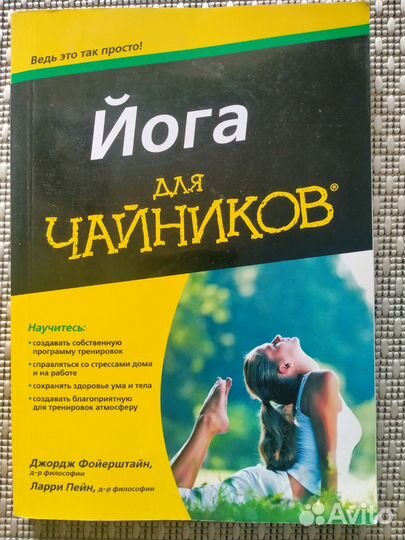 Ведь это так просто!
Йога
для
ЧАЙНИКОВ®
Научитесь:
• создавать собственную
программу тренировок
• справляться со стрессами дома
и на работе
• сохранять здоровье ума и тела
• создавать благоприятную
для тренировок атмосферу
Джордж Фойерштайн,
д-р философии
Ларри Пейн, д-р философии
Avito